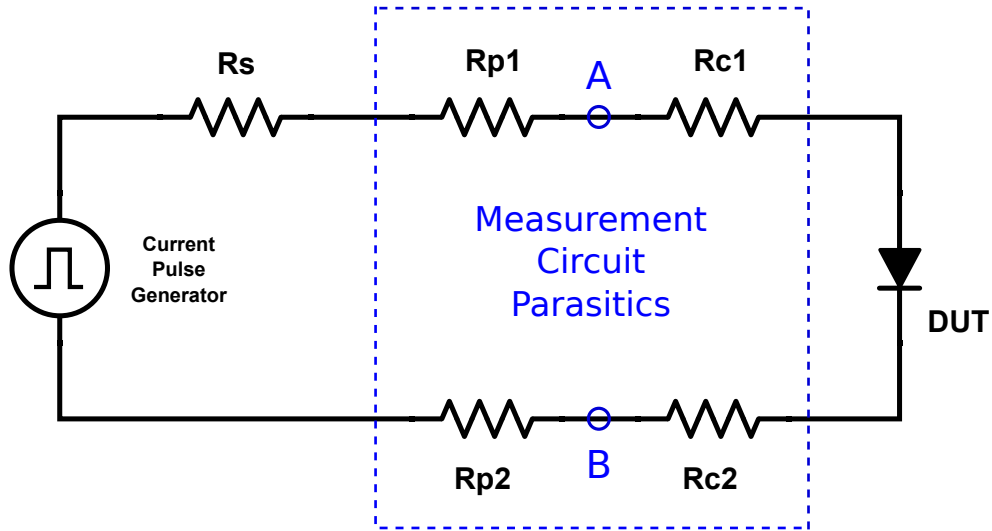 Rs
Rp1
A
Rc1
Measurement
Circuit
Parasitics
Current
Pulse
Generator
DUT
Rp2
B
Rc2